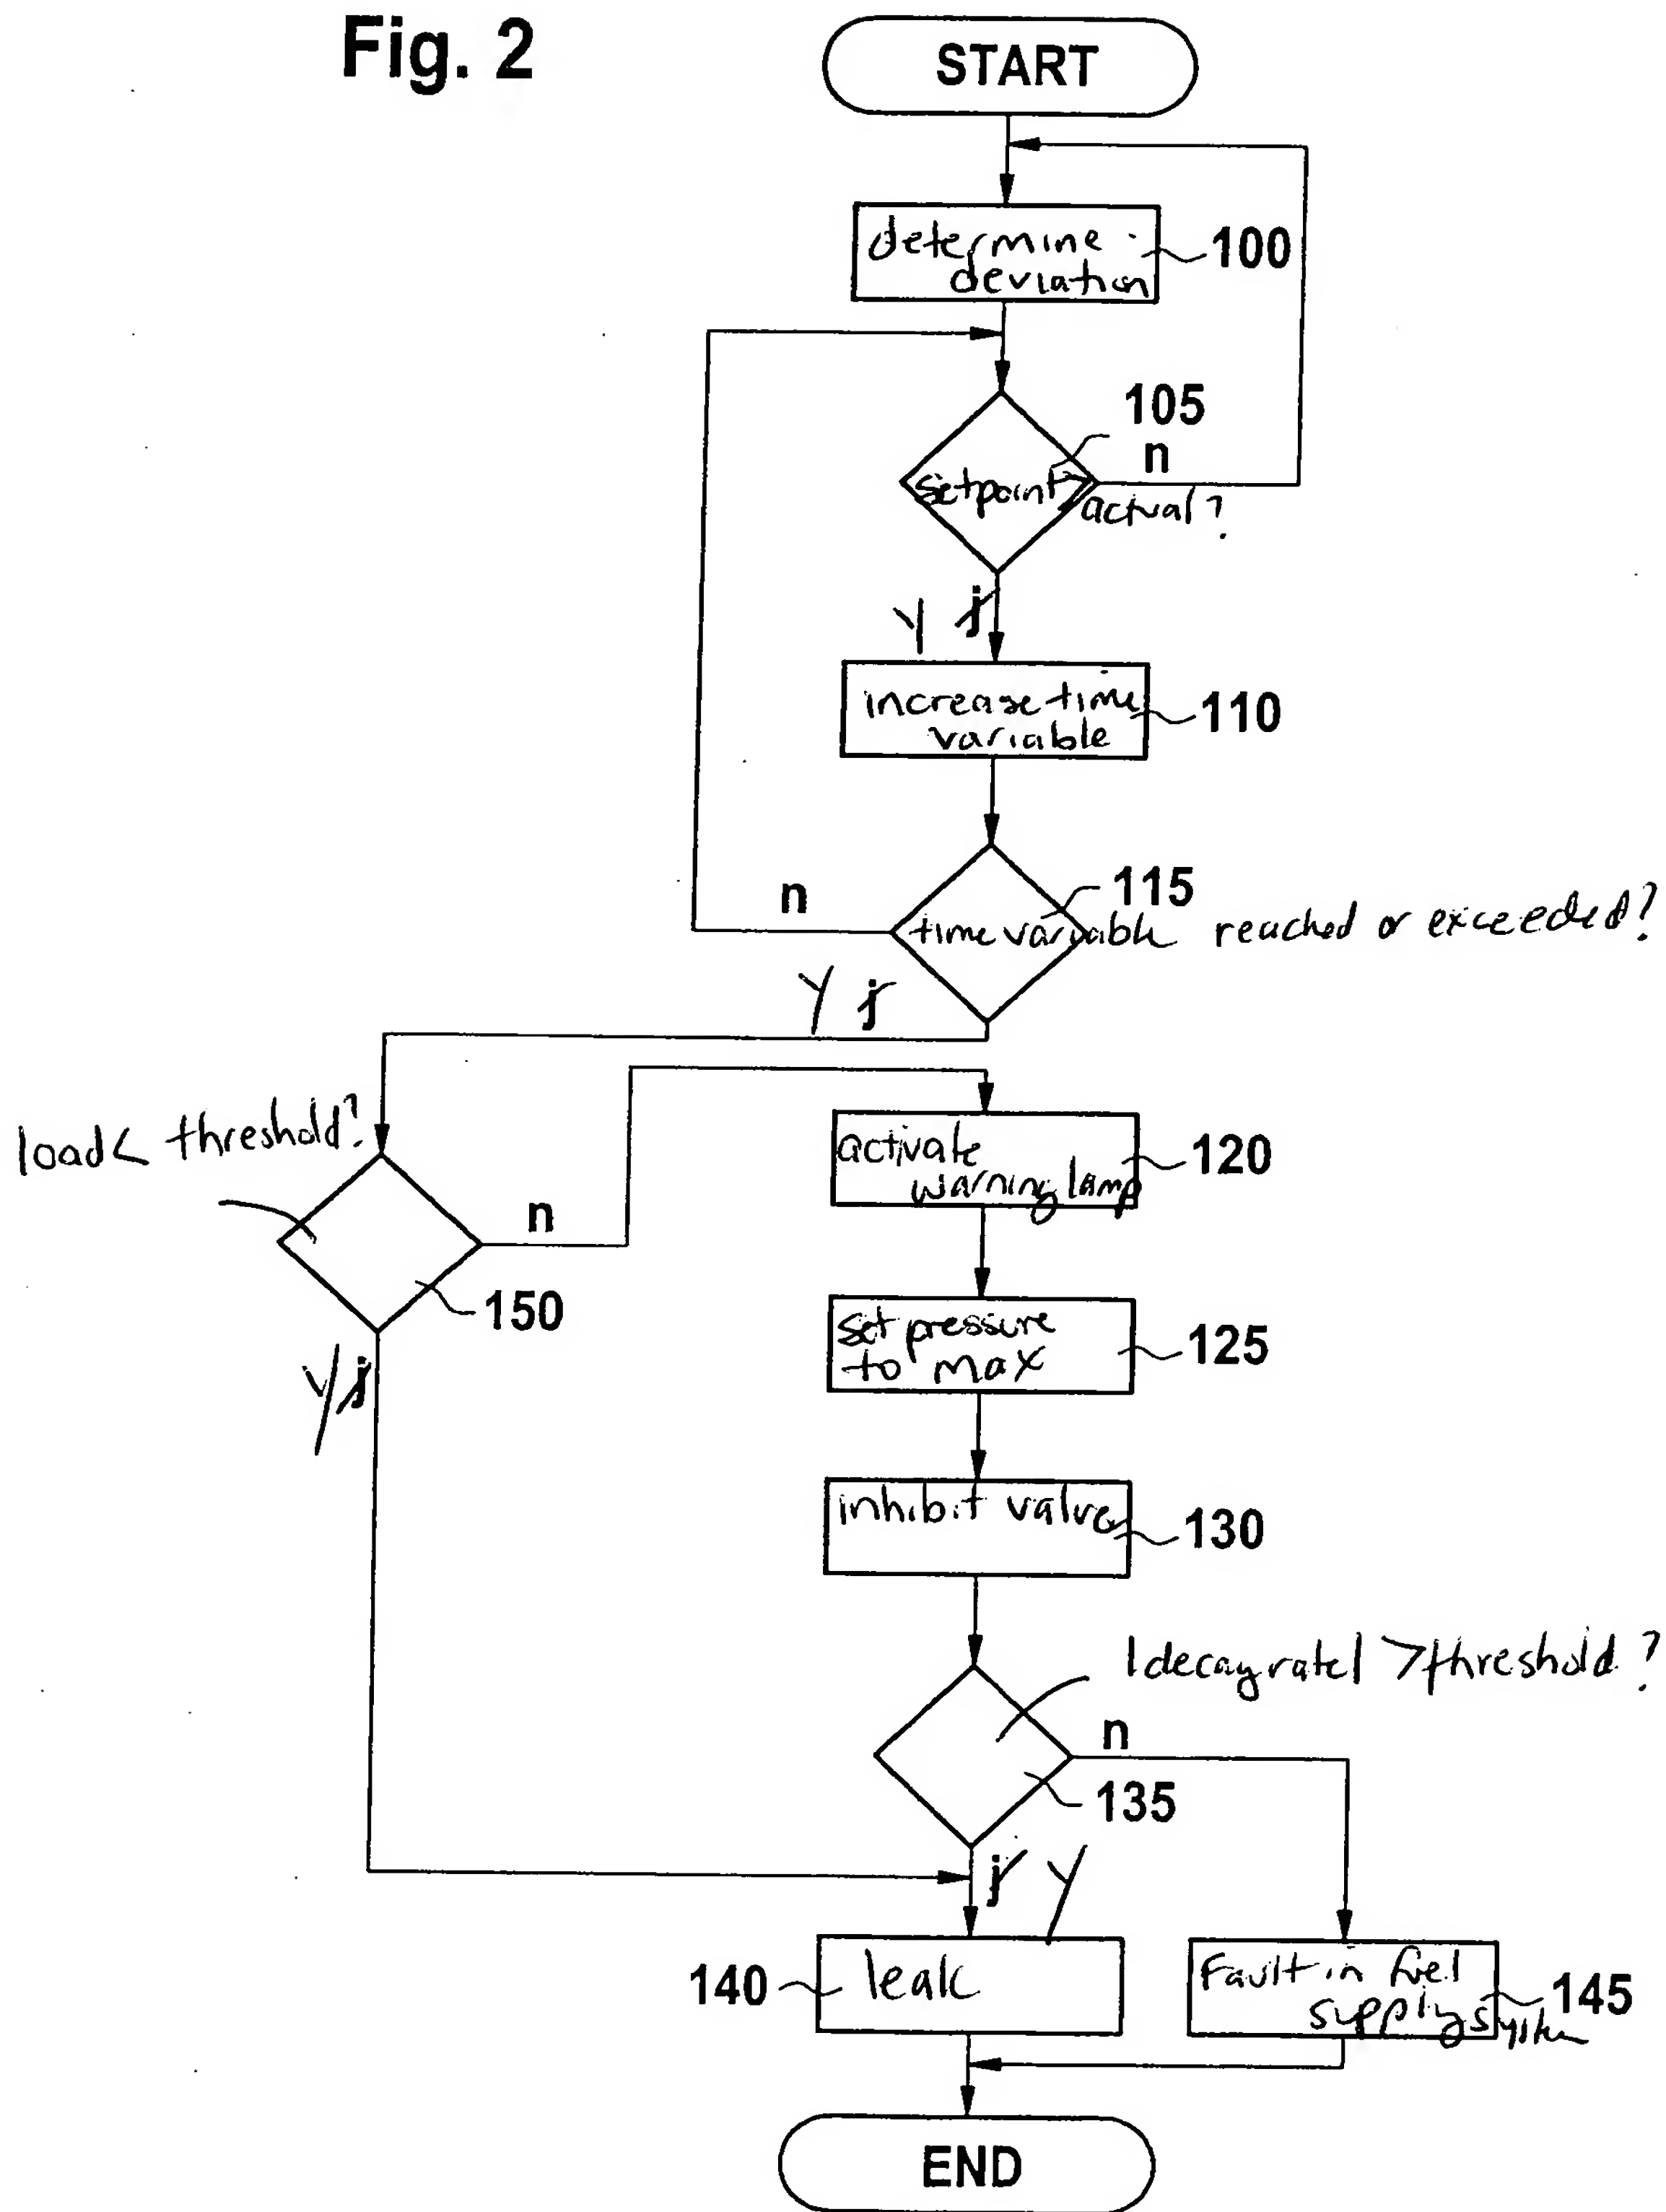 Fig. 2
START
determine
deviation
100
105
n
setpoint >
actual?
Y j
increase time
variable
110
115
n
time variable reached or exceeded?
Y j
load < threshold?
n
150
activate
warning lamp
120
set pressure
to max
125
Y j
inhibit valve
130
|decay rate| > threshold?
n
135
j Y
140
leak
Fault in fuel
supply system
145
END